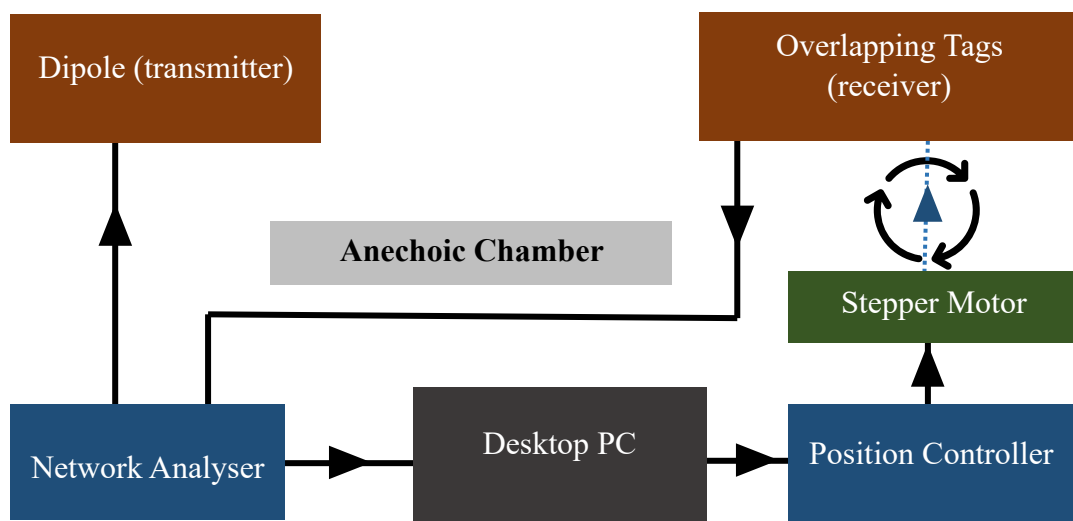 Dipole (transmitter)
Overlapping Tags
(receiver)
Anechoic Chamber
Stepper Motor
Network Analyser
Desktop PC
Position Controller